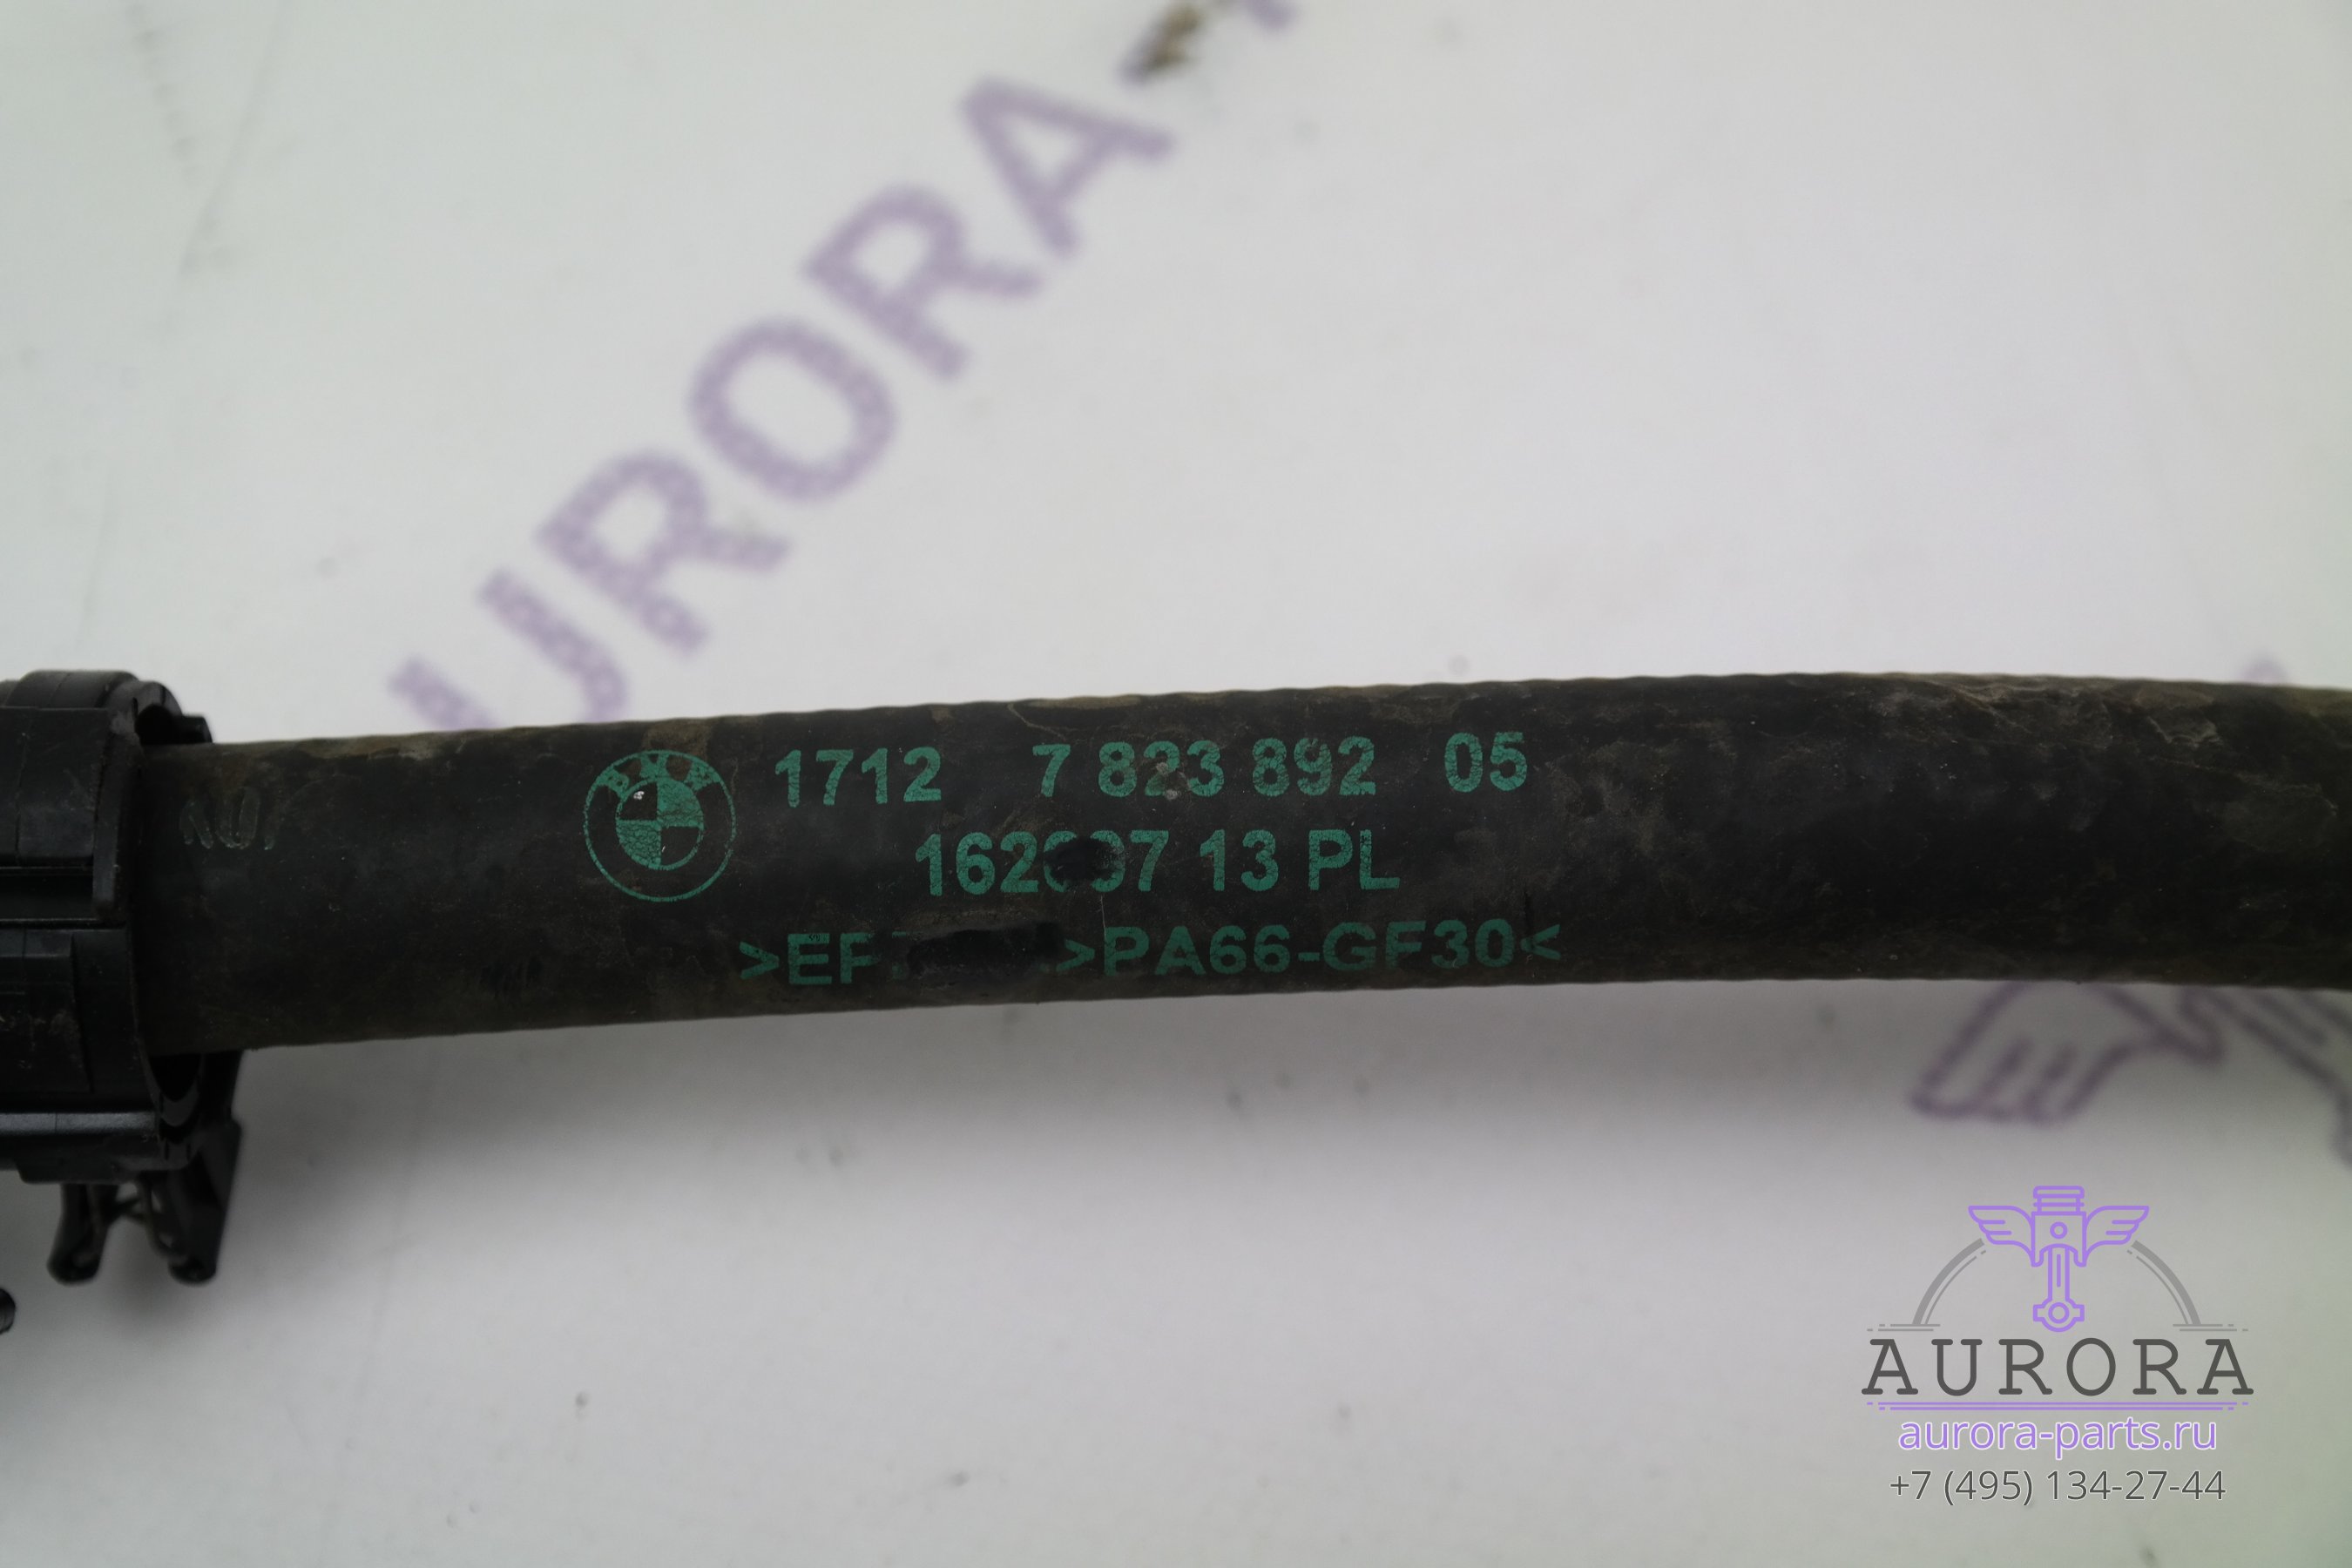 AURORA-
BMW
1712 7 823 892 05
13 PL
>PA66-GF30<
AURORA
aurora-parts.ru
+7 (495) 134-27-44